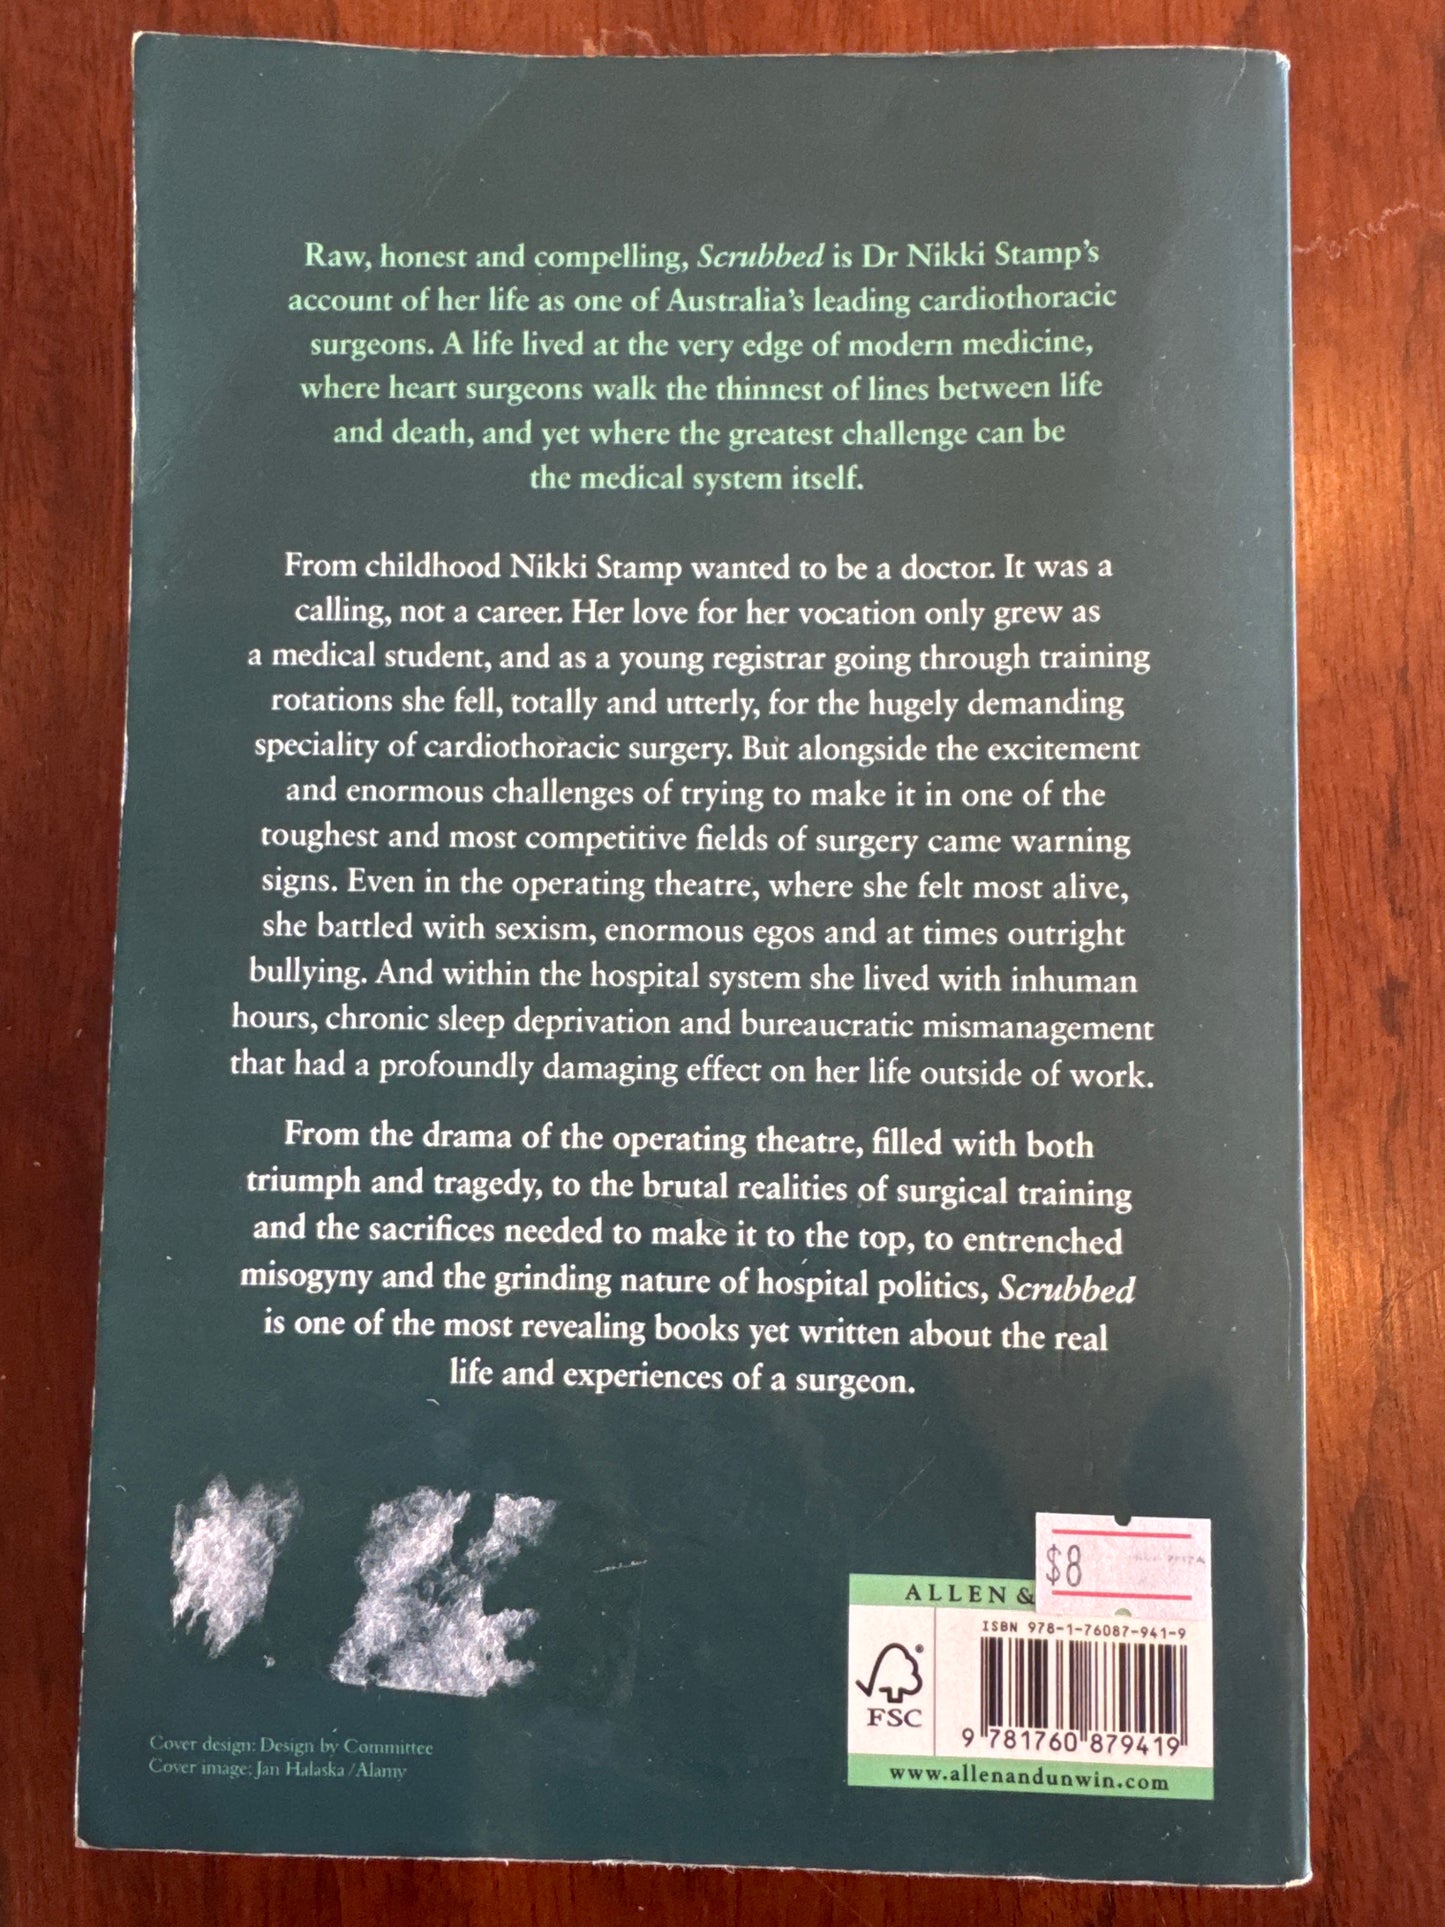 Raw, honest and compelling, Scrubbed is Dr Nikki Stamp's
account of her life as one of Australia's leading cardiothoracic
surgeons. A life lived at the very edge of modern medicine,
where heart surgeons walk the thinnest of lines between life
and death, and yet where the greatest challenge can be
the medical system itself.
From childhood Nikki Stamp wanted to be a doctor. It was a
calling, not a career. Her love for her vocation only grew as
a medical student, and as a young registrar going through training
rotations she fell, totally and utterly, for the hugely demanding
speciality of cardiothoracic surgery. But alongside the excitement
and enormous challenges of trying to make it in one of the
toughest and most competitive fields of surgery came warning
signs. Even in the operating theatre, where she felt most alive,
she battled with sexism, enormous egos and at times outright
bullying. And within the hospital system she lived with inhuman
hours, chronic sleep deprivation and bureaucratic mismanagement
that had a profoundly damaging effect on her life outside of work.
From the drama of the operating theatre, filled with both
triumph and tragedy, to the brutal realities of surgical training
and the sacrifices needed to make it to the top, to entrenched
misogyny and the grinding nature of hospital politics, Scrubbed
is one of the most revealing books yet written about the real
life and experiences of a surgeon.
$8
ALLEN &
ISBN 978-1-76087-941-9
FSC
9 781760 879419
www.allenandunwin.com
Cover design: Design by Committee
Cover image: Jan Halaska /Alamy